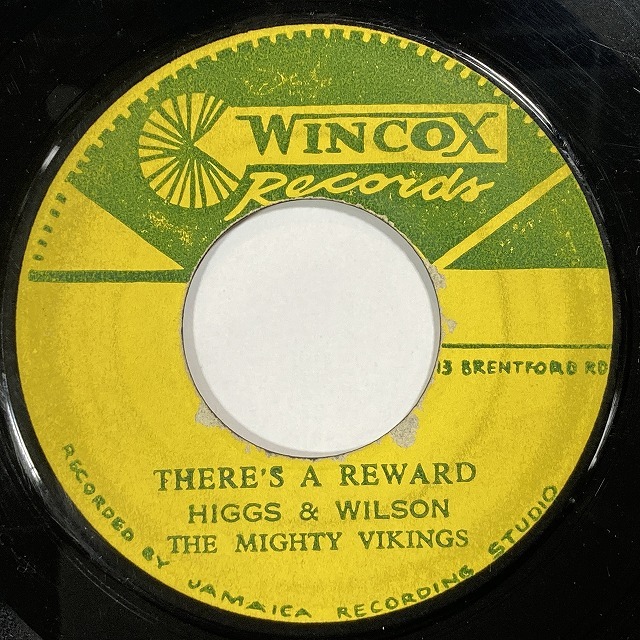 WINCOX
Records
13 BRENTFORD RD
THERE'S A REWARD
HIGGS & WILSON
THE MIGHTY VIKINGS
RECORDED BY JAMAICA RECORDING STUDIO